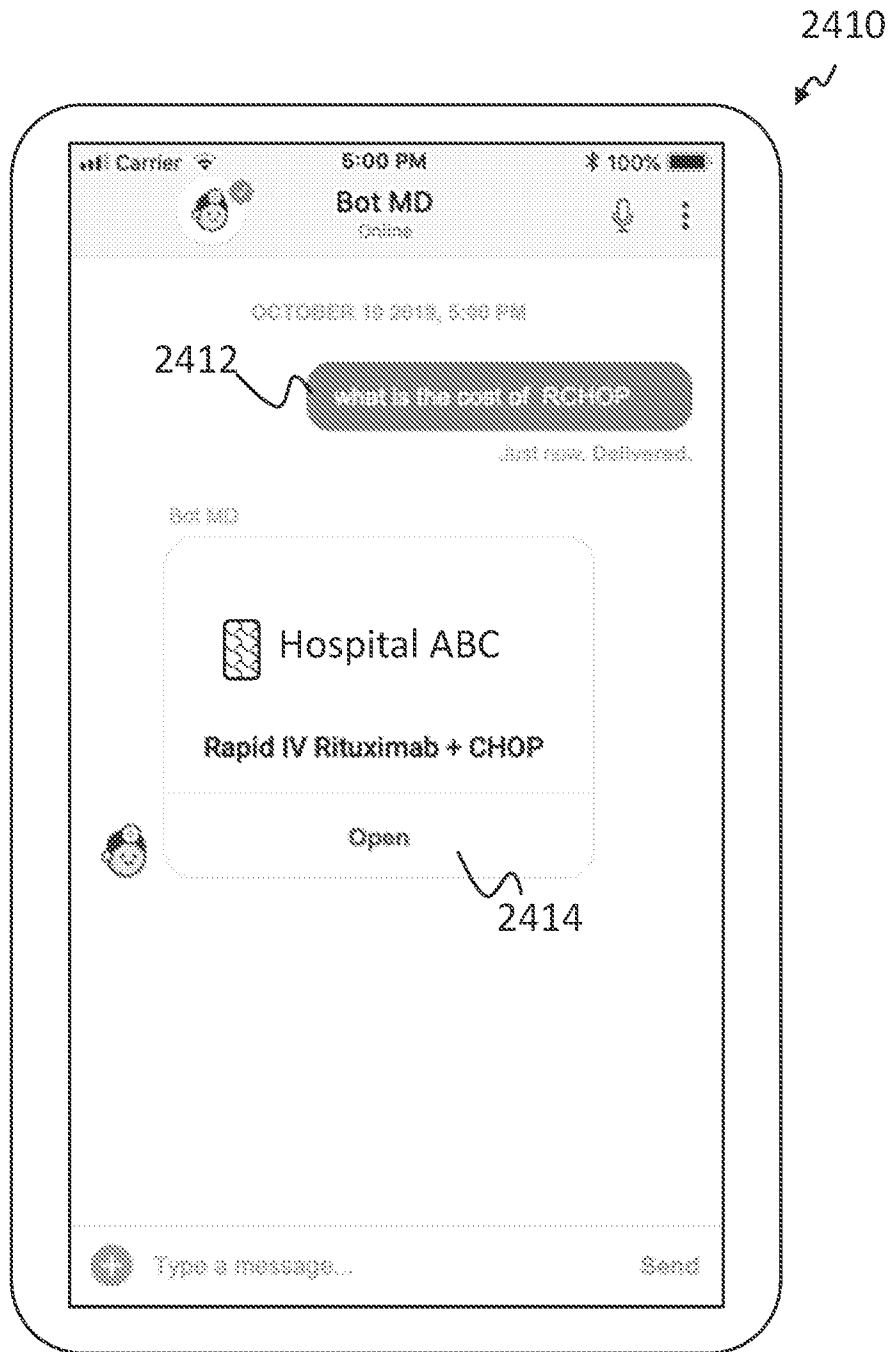 2410
Carrier 5:00 PM 100%
Bot MD
Online
OCTOBER 10 2018, 5:00 PM
2412
what is the cost of RCHOP
Just now. Delivered.
Bot MD
Hospital ABC
Rapid IV Rituximab + CHOP
Open
2414
Type a message... Send